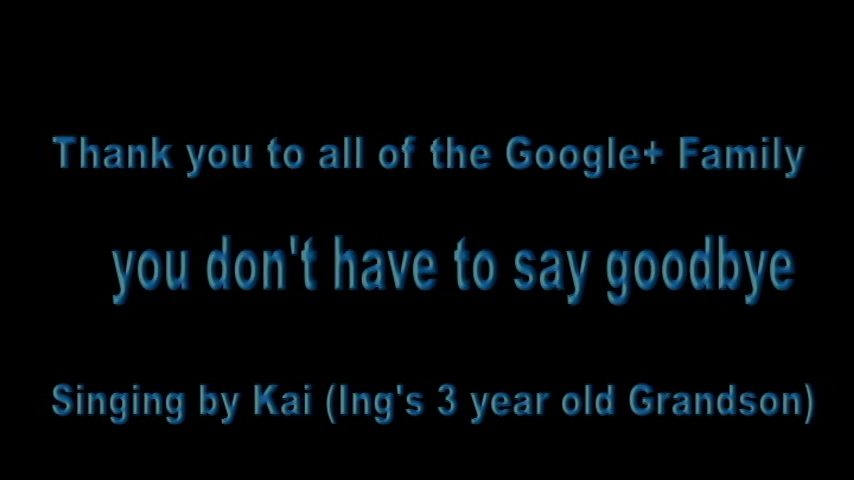 Thank you to all of the Google+ Family
you don't have to say goodbye
Singing by Kai (Ing's 3 year old Grandson)